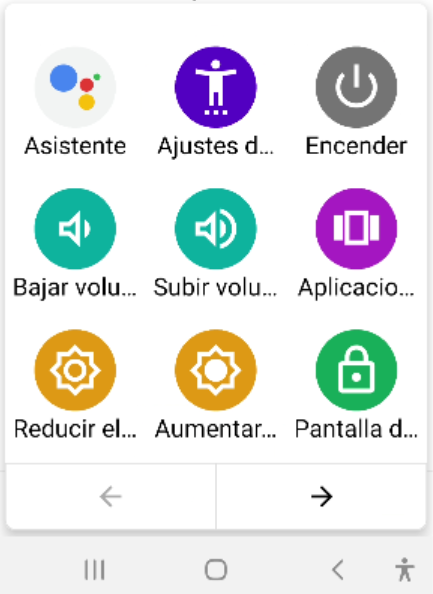 Asistente
Ajustes d...
Encender
Bajar volu...
Subir volu...
Aplicacio...
Reducir el...
Aumentar...
Pantalla d...